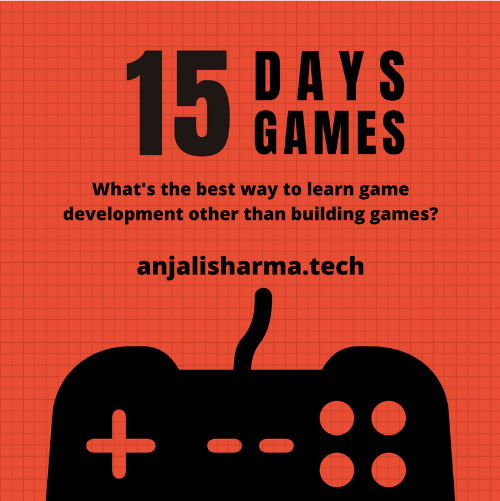 15 DAYS
GAMES
What's the best way to learn game
development other than building games?
anjalisharma.tech